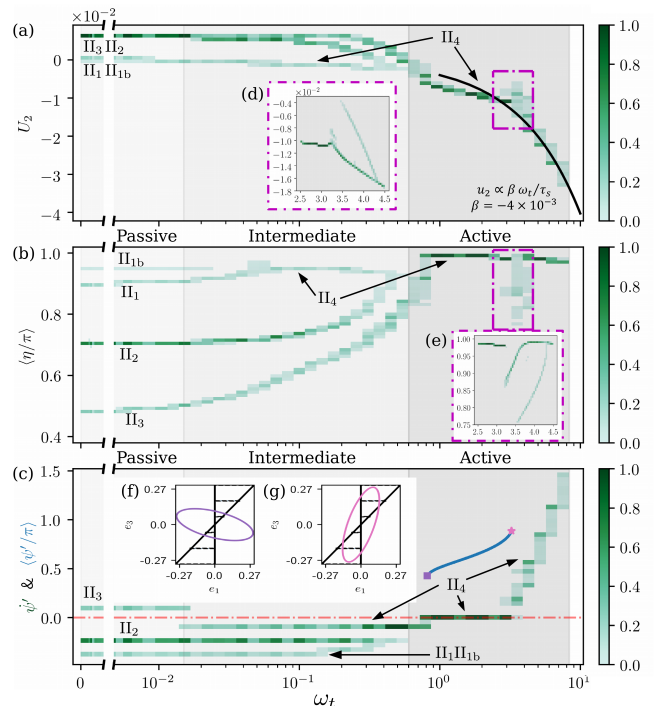 ×10⁻²
(a)
II₃ II₂
II₁ II₁b
II₄
U₂
0
−1
−2
−3
−4
(d)
×10⁻²
−0.4
−0.6
−0.8
−1.0
−1.2
−1.4
−1.6
−1.8
2.5 3.0 3.5 4.0 4.5
u₂ ∝ β ωₜ/τₛ
β = −4 × 10⁻³
1.0
0.8
0.6
0.4
0.2
0.0
Passive Intermediate Active
(b)
II₁b
II₁
II₂
II₃
II₄
⟨η/π⟩
1.0
0.8
0.6
0.4
(e)
1.00
0.95
0.90
0.85
0.80
0.75
2.5 3.0 3.5 4.0 4.5
1.0
0.8
0.6
0.4
0.2
0.0
Passive Intermediate Active
(c)
ψ̇′ & ⟨ψ′/π⟩
1.5
1.0
0.5
0.0
(f)
e₃
0.27
0.0
−0.27
−0.27 0.0 0.27
e₁
(g)
e₃
0.27
0.0
−0.27
−0.27 0.0 0.27
e₁
II₃
II₂
II₄
II₁II₁b
1.0
0.8
0.6
0.4
0.2
0.0
0 10⁻² 10⁻¹ 10⁰ 10¹
ωₜ